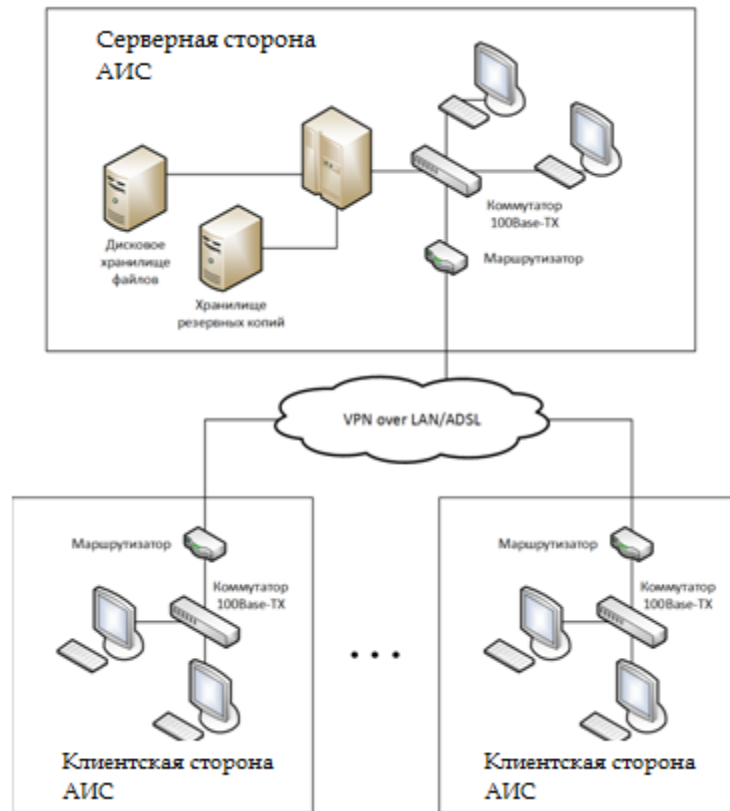 Серверная сторона
АИС
Коммутатор
100Base-TX
Дисковое
хранилище
файлов
Маршрутизатор
Хранилище
резервных копий
VPN over LAN/ADSL
Маршрутизатор
Коммутатор
100Base-TX
Клиентская сторона
АИС
...
Маршрутизатор
Коммутатор
100Base-TX
Клиентская сторона
АИС